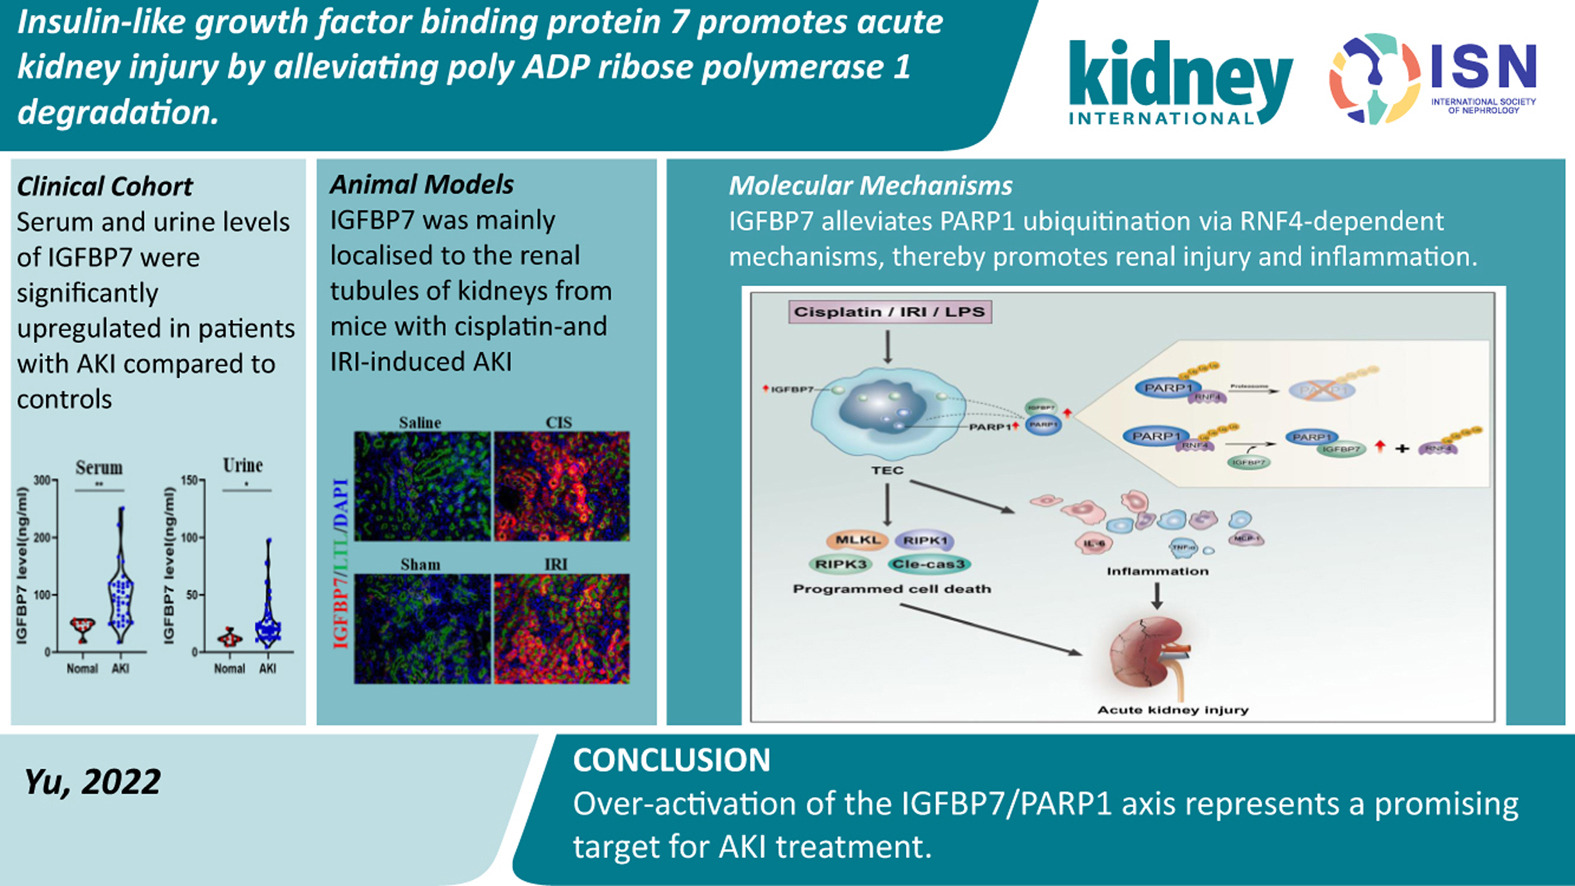 Insulin-like growth factor binding protein 7 promotes acute
kidney injury by alleviating poly ADP ribose polymerase 1
degradation.
kidney
INTERNATIONAL
ISN
INTERNATIONAL SOCIETY
OF NEPHROLOGY
Clinical Cohort
Serum and urine levels
of IGFBP7 were
significantly
upregulated in patients
with AKI compared to
controls
Serum
**
IGFBP7 level(ng/ml)
300
200
100
0
Nomal AKI
Urine
*
IGFBP7 level(ng/ml)
150
100
50
0
Nomal AKI
Animal Models
IGFBP7 was mainly
localised to the renal
tubules of kidneys from
mice with cisplatin-and
IRI-induced AKI
Saline CIS
Sham IRI
IGFBP7/LTL/DAPI
Molecular Mechanisms
IGFBP7 alleviates PARP1 ubiquitination via RNF4-dependent
mechanisms, thereby promotes renal injury and inflammation.
Cisplatin / IRI / LPS
IGFBP7
PARP1
TEC
IGFBP7
PARP1
PARP1
RNF4
Proteasome
PARP1
PARP1
RNF4
IGFBP7
PARP1
IGFBP7
+
RNF4
MLKL RIPK1
RIPK3 Cle-cas3
Programmed cell death
IL-6
TNF-α
MCP-1
Inflammation
Acute kidney injury
Yu, 2022
CONCLUSION
Over-activation of the IGFBP7/PARP1 axis represents a promising
target for AKI treatment.